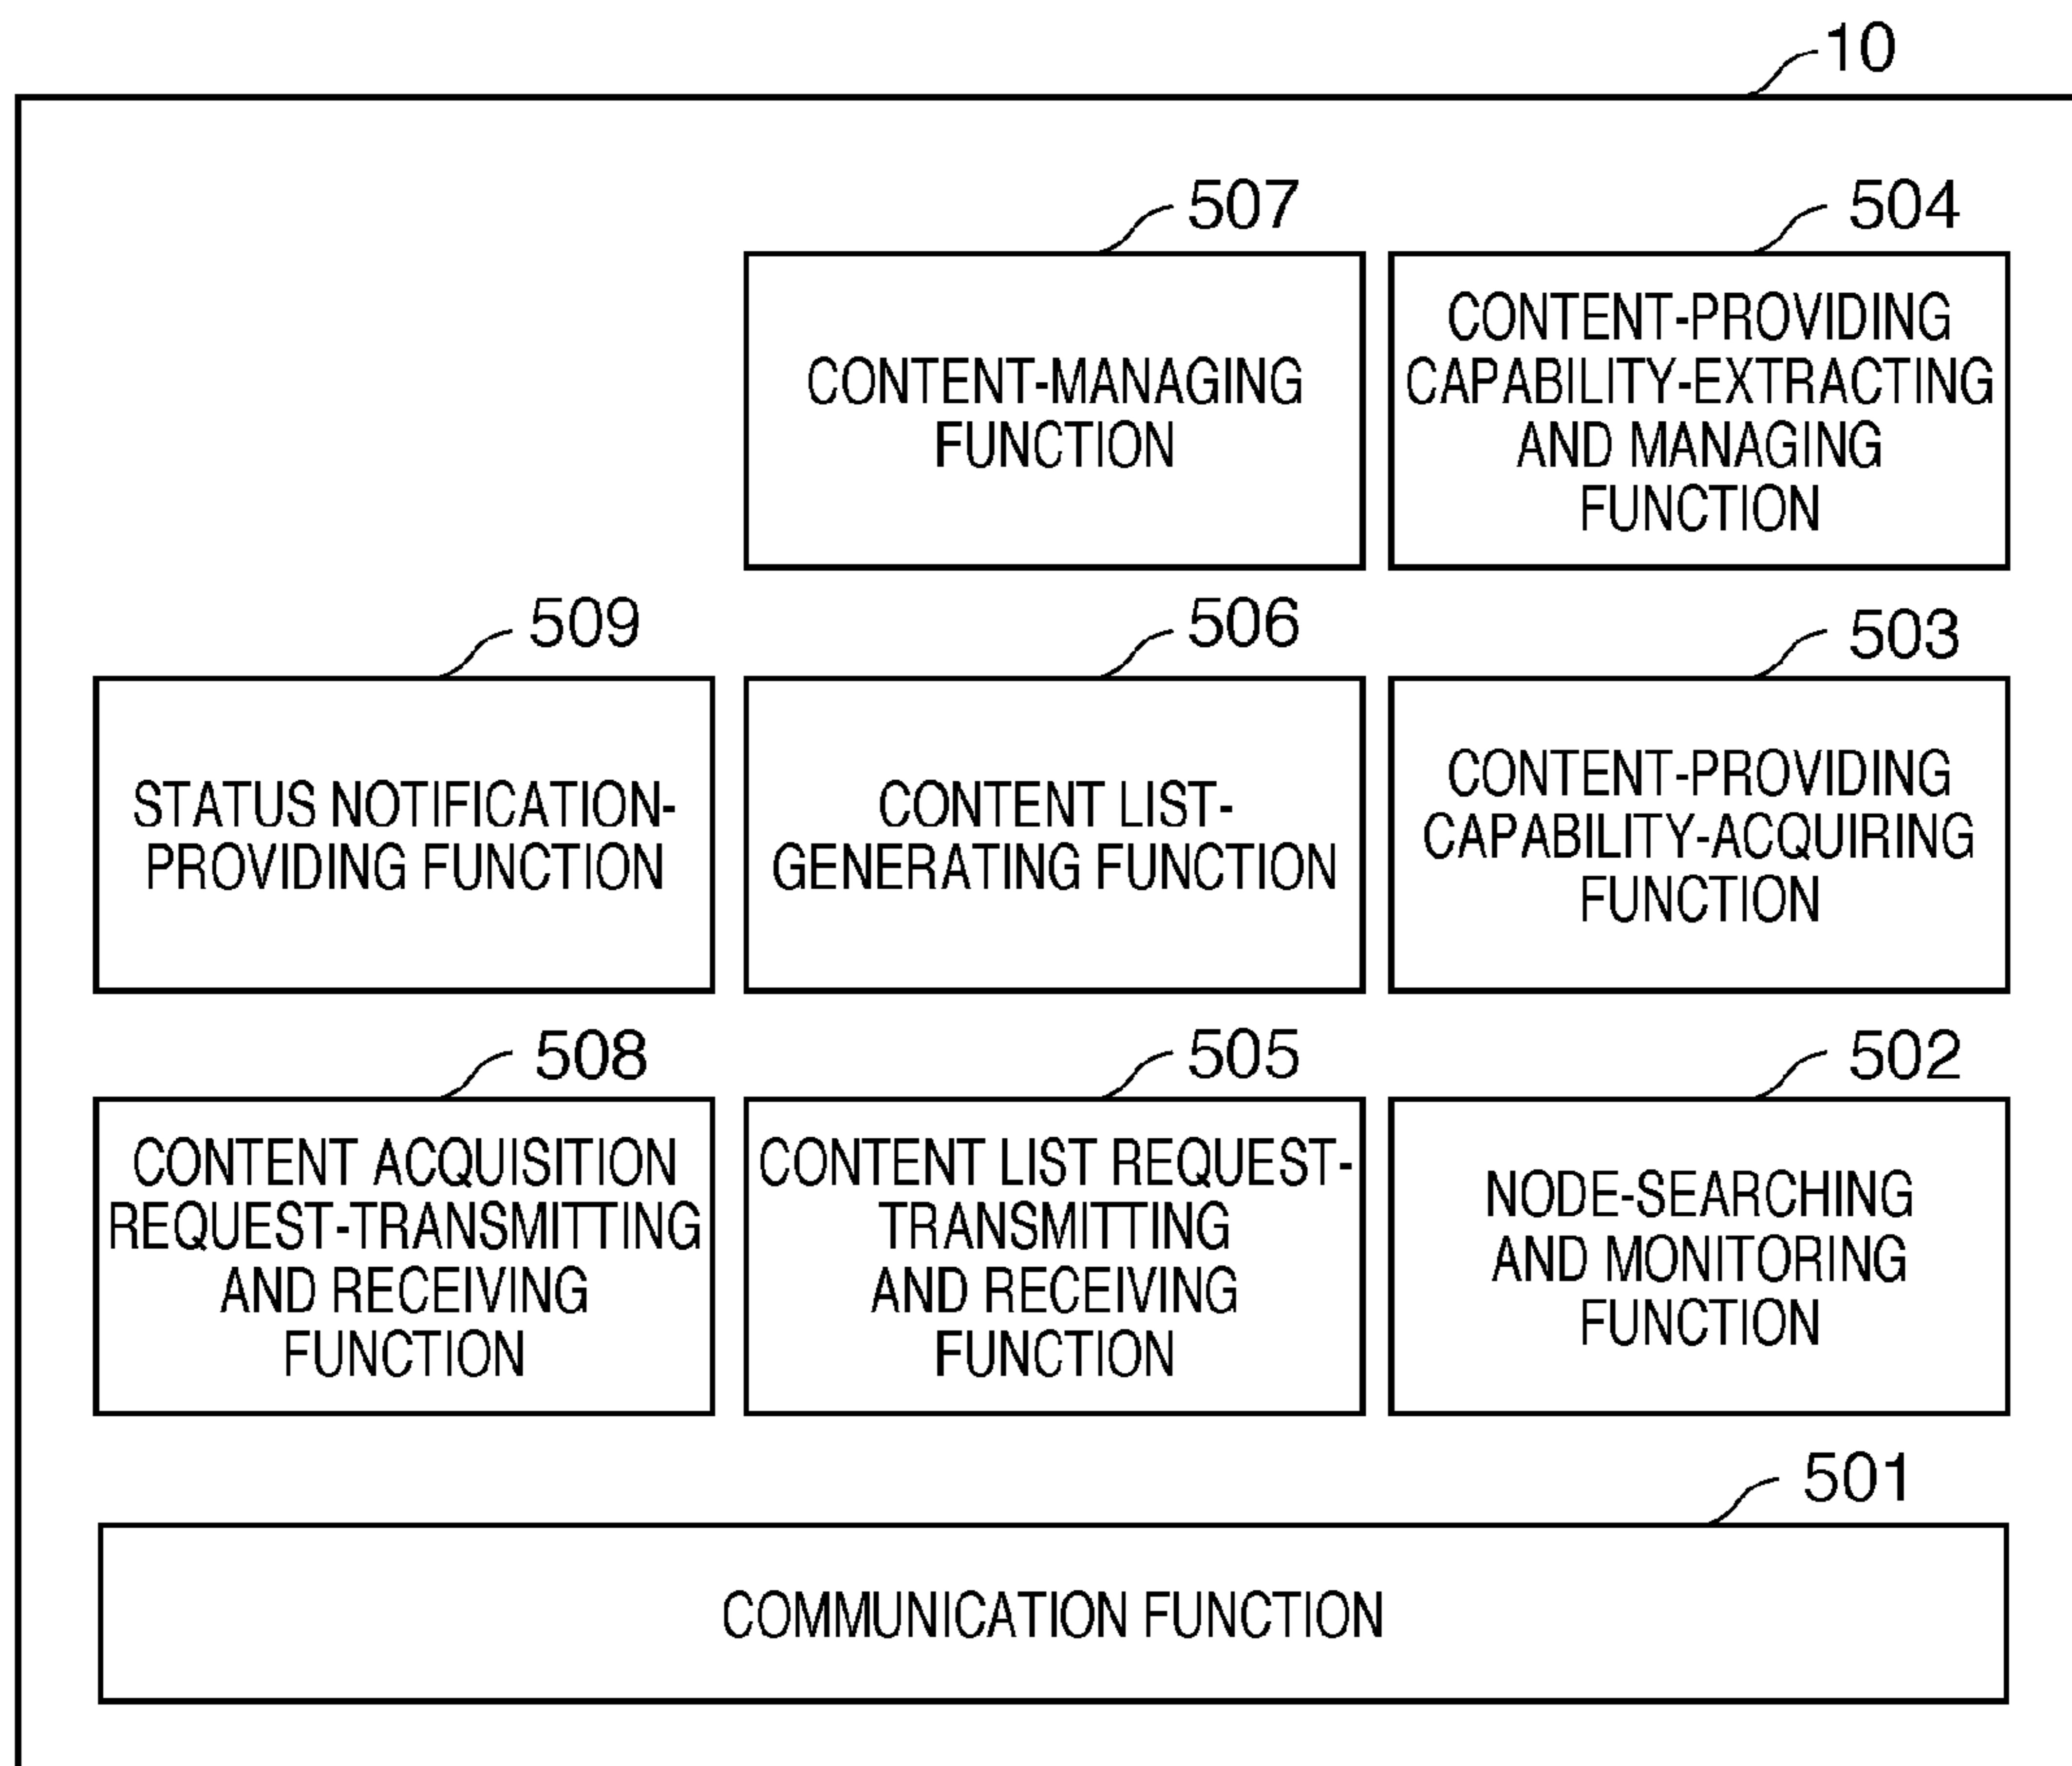 10
507
504
CONTENT-MANAGING
FUNCTION
CONTENT-PROVIDING
CAPABILITY-EXTRACTING
AND MANAGING
FUNCTION
509
506
503
STATUS NOTIFICATION-
PROVIDING FUNCTION
CONTENT LIST-
GENERATING FUNCTION
CONTENT-PROVIDING
CAPABILITY-ACQUIRING
FUNCTION
508
505
502
CONTENT ACQUISITION
REQUEST-TRANSMITTING
AND RECEIVING
FUNCTION
CONTENT LIST REQUEST-
TRANSMITTING
AND RECEIVING
FUNCTION
NODE-SEARCHING
AND MONITORING
FUNCTION
501
COMMUNICATION FUNCTION